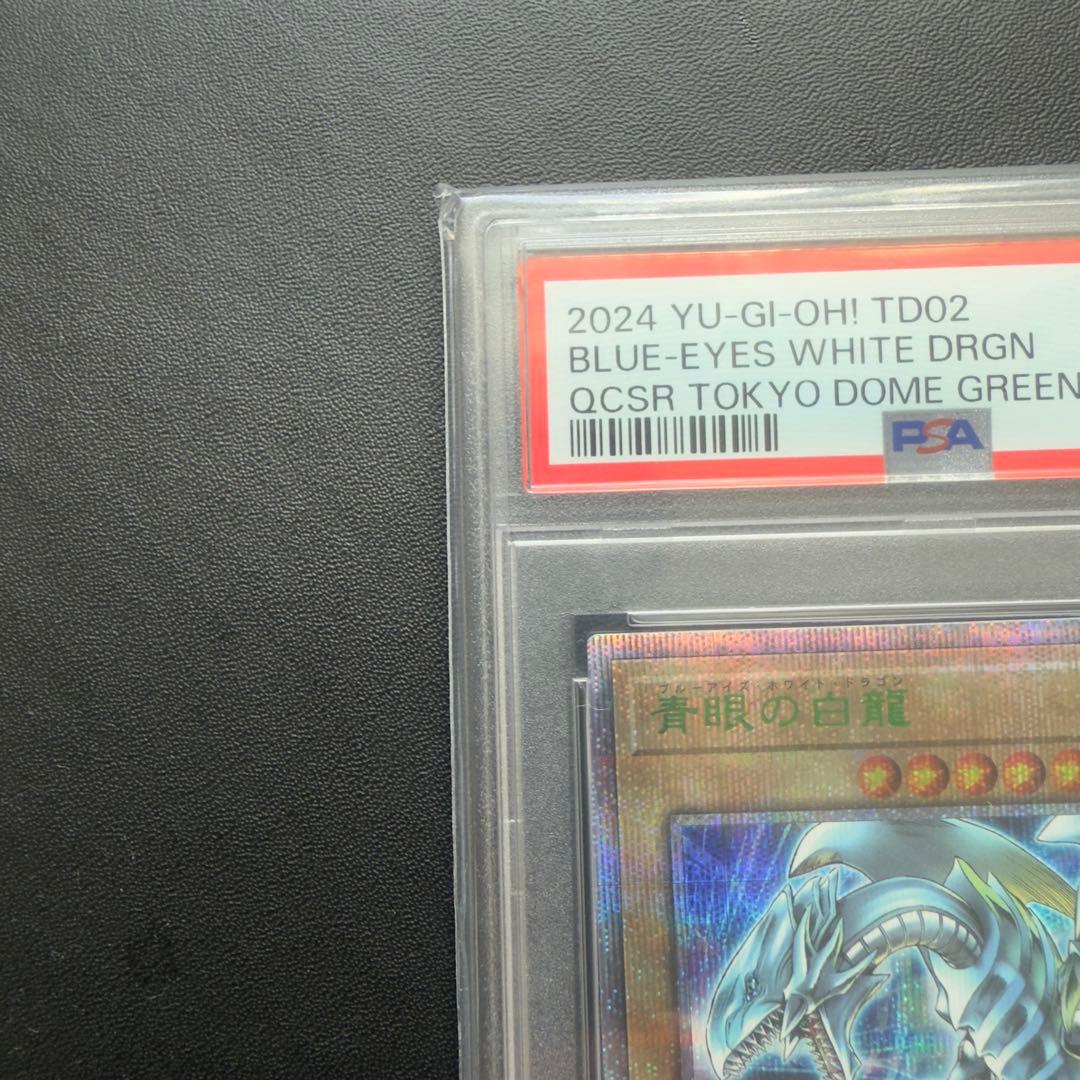 2024 YU-GI-OH! TD02
BLUE-EYES WHITE DRGN
QCSR TOKYO DOME GREEN
PSA
ブルーアイズ・ホワイト・ドラゴン
青眼の白龍